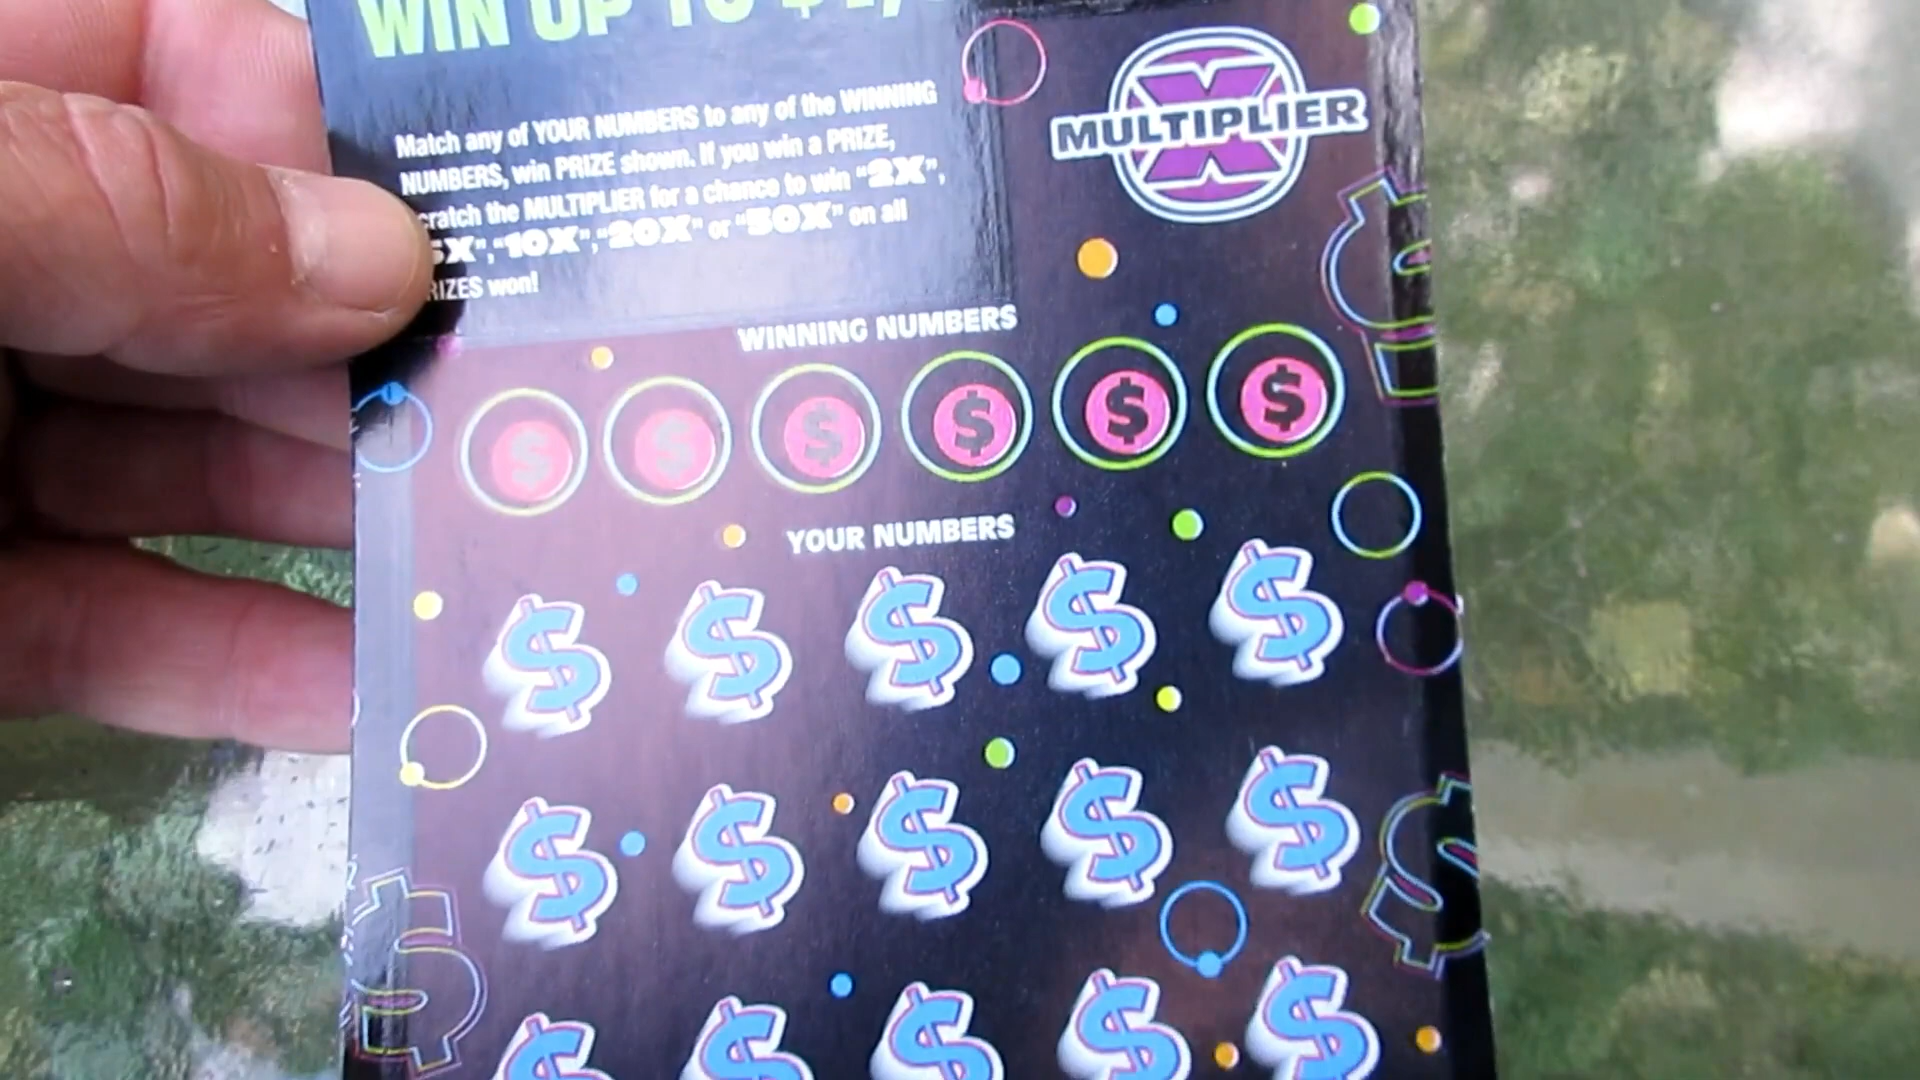 WIN UP TO $1,
MULTIPLIER
X
Match any of YOUR NUMBERS to any of the WINNING
NUMBERS, win PRIZE shown. If you win a PRIZE,
cratch the MULTIPLIER for a chance to win "2X",
5X", "10X", "20X" or "50X" on all
RIZES won!
WINNING NUMBERS
$ $ $ $ $ $
YOUR NUMBERS
$ $ $ $ $
$ $ $ $ $
$ $ $ $ $